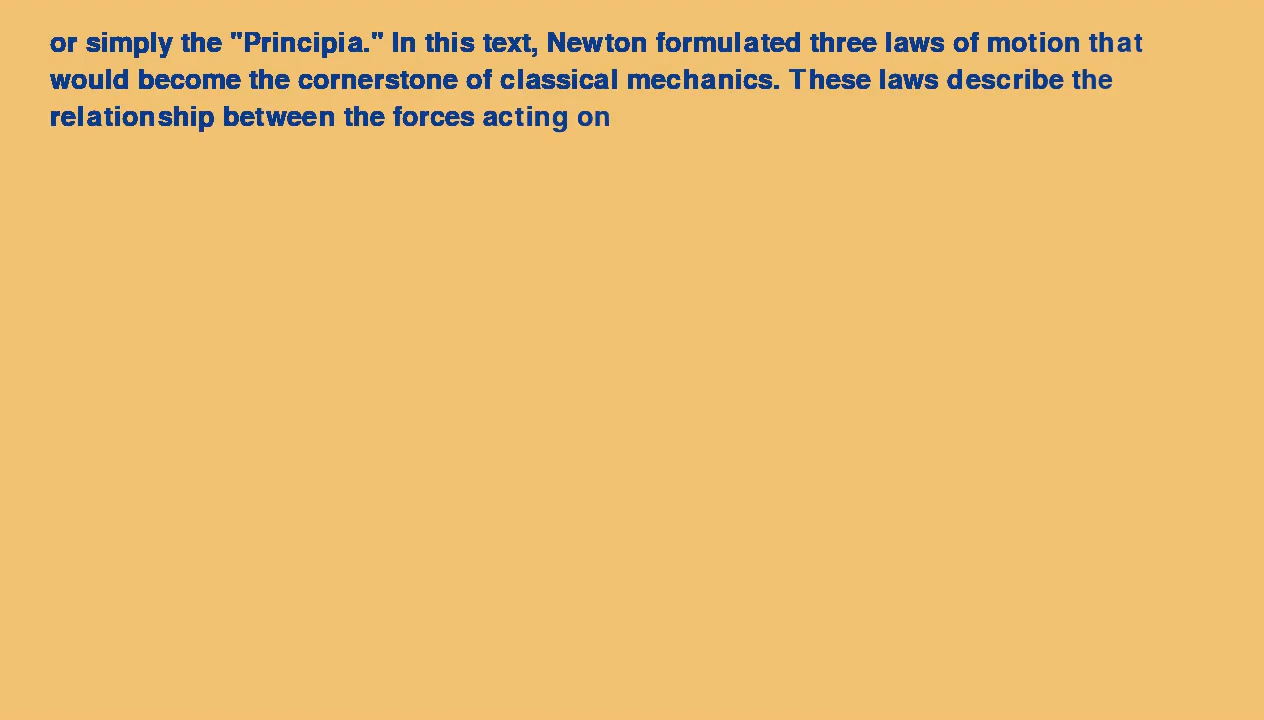 or simply the "Principia." In this text, Newton formulated three laws of motion that
would become the cornerstone of classical mechanics. These laws describe the
relationship between the forces acting on